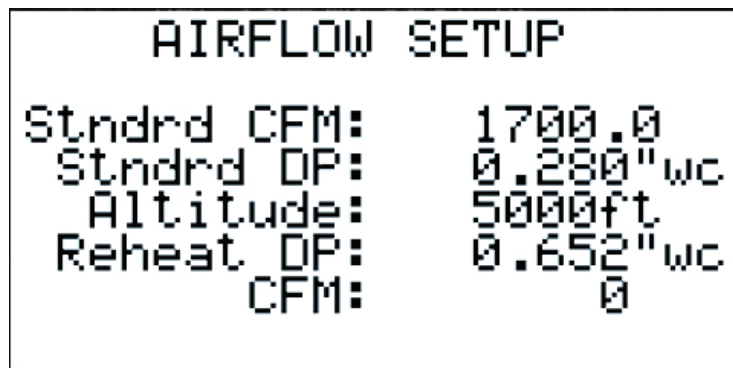 AIRFLOW SETUP
Stndrd CFM: 1700.0
Stndrd DP: 0.280"wc
Altitude: 5000ft
Reheat DP: 0.652"wc
CFM: 0